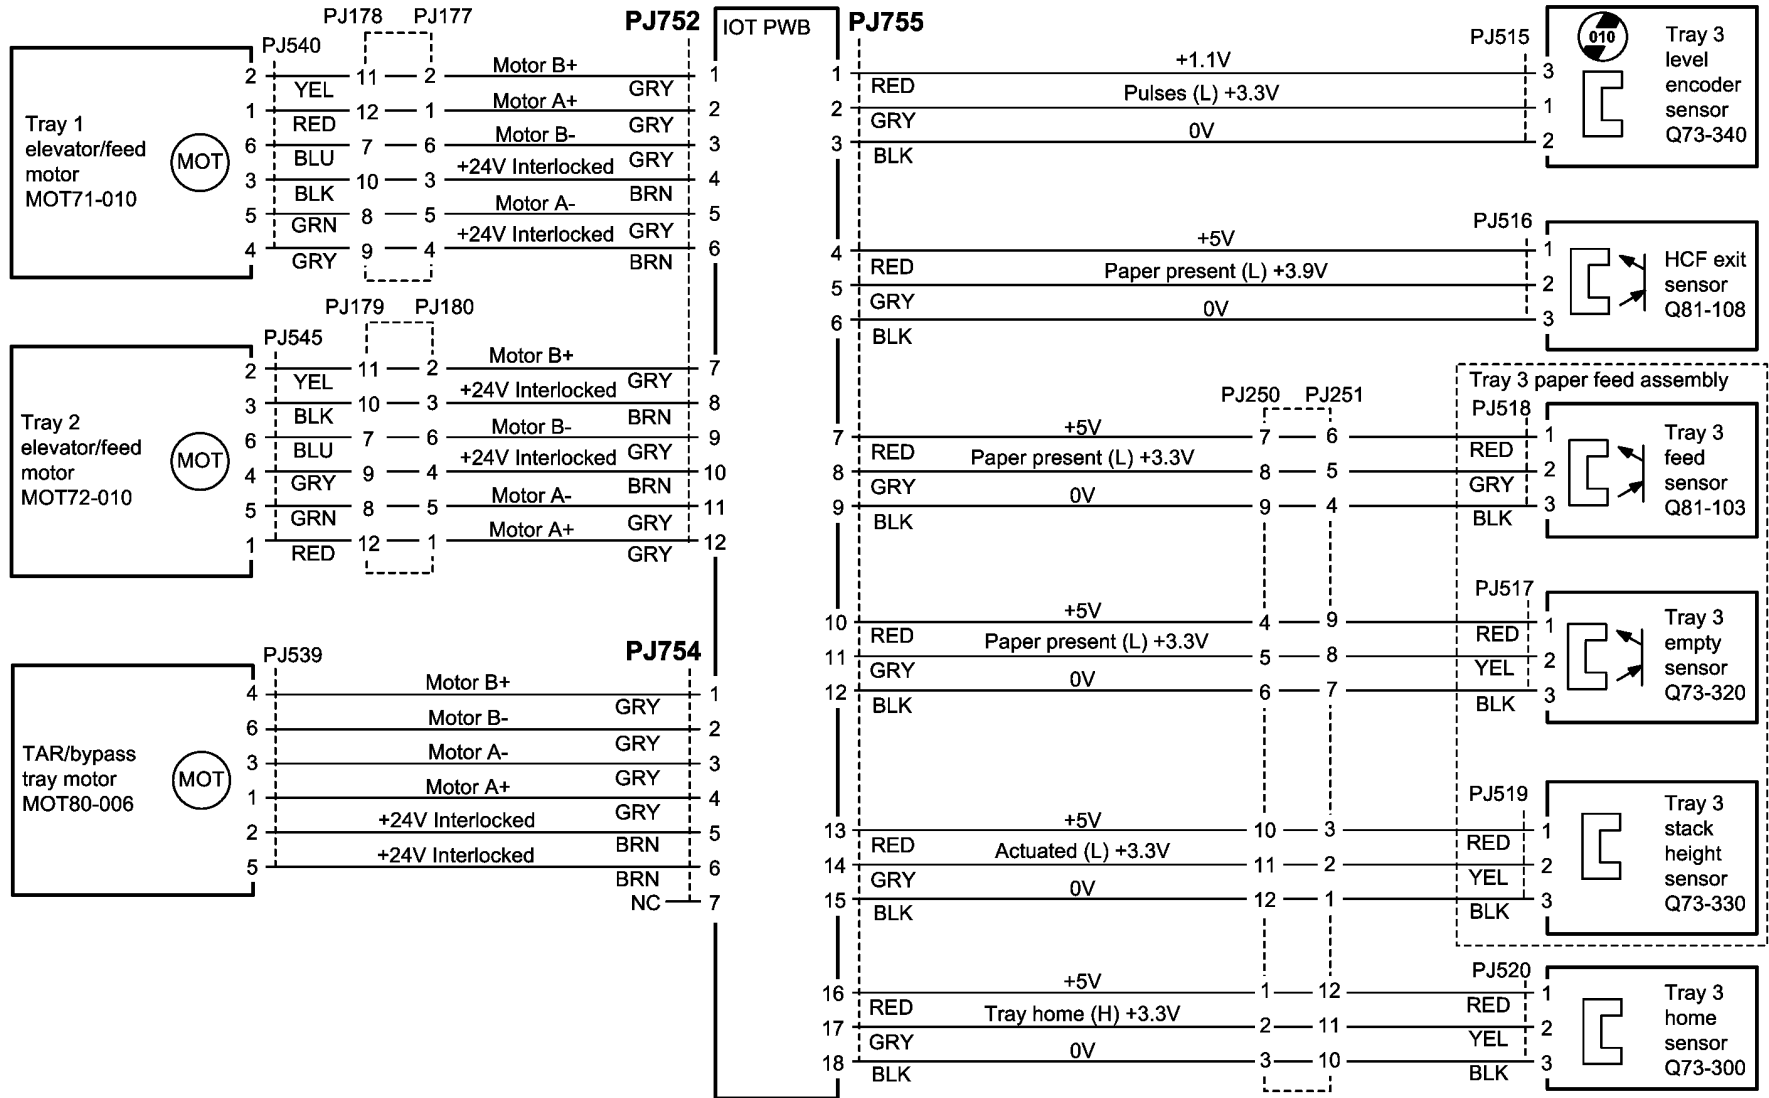 PJ178 PJ177
PJ540
PJ752
IOT PWB
Tray 1
elevator/feed
motor
MOT71-010
MOT
2 YEL 11 2 Motor B+ GRY 1
1 RED 12 1 Motor A+ GRY 2
6 BLU 7 6 Motor B- GRY 3
3 BLK 10 3 +24V Interlocked BRN 4
5 GRN 8 5 Motor A- GRY 5
4 GRY 9 4 +24V Interlocked BRN 6
PJ179 PJ180
PJ545
Tray 2
elevator/feed
motor
MOT72-010
MOT
2 YEL 11 2 Motor B+ GRY 7
3 BLK 10 3 +24V Interlocked BRN 8
6 BLU 7 6 Motor B- GRY 9
4 GRY 9 4 +24V Interlocked BRN 10
5 GRN 8 5 Motor A- GRY 11
1 RED 12 1 Motor A+ GRY 12
PJ539
PJ754
TAR/bypass
tray motor
MOT80-006
MOT
4 Motor B+ GRY 1
6 Motor B- GRY 2
3 Motor A- GRY 3
1 Motor A+ GRY 4
2 +24V Interlocked BRN 5
5 +24V Interlocked BRN 6
NC 7
PJ755
PJ515
1 RED +1.1V 3
2 GRY Pulses (L) +3.3V 1
3 BLK 0V 2
010
Tray 3
level
encoder
sensor
Q73-340
PJ516
4 RED +5V 1
5 GRY Paper present (L) +3.9V 2
6 BLK 0V 3
HCF exit
sensor
Q81-108
Tray 3 paper feed assembly
PJ250 PJ251
PJ518
7 RED +5V 7 6 RED 1
8 GRY Paper present (L) +3.3V 8 5 GRY 2
9 BLK 0V 9 4 BLK 3
Tray 3
feed
sensor
Q81-103
PJ517
10 RED +5V 4 9 RED 1
11 GRY Paper present (L) +3.3V 5 8 YEL 2
12 BLK 0V 6 7 BLK 3
Tray 3
empty
sensor
Q73-320
PJ519
13 RED +5V 10 3 RED 1
14 GRY Actuated (L) +3.3V 11 2 YEL 2
15 BLK 0V 12 1 BLK 3
Tray 3
stack
height
sensor
Q73-330
PJ520
16 RED +5V 1 12 RED 1
17 GRY Tray home (H) +3.3V 2 11 YEL 2
18 BLK 0V 3 10 BLK 3
Tray 3
home
sensor
Q73-300